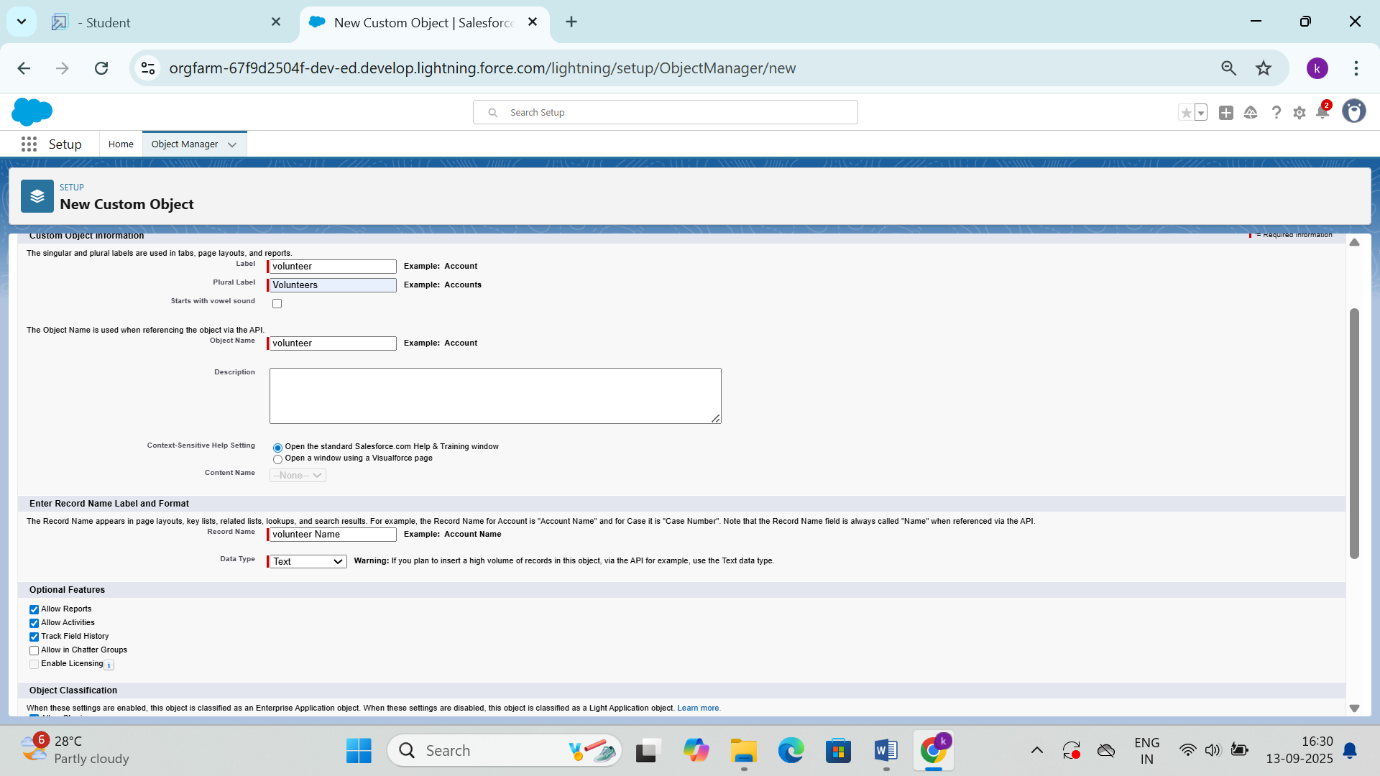 - Student
New Custom Object | Salesforce
orgfarm-67f9d2504f-dev-ed.develop.lightning.force.com/lightning/setup/ObjectManager/new
k
Search Setup
2
Setup
Home
Object Manager
SETUP
New Custom Object
Custom Object Information
= Required Information
The singular and plural labels are used in tabs, page layouts, and reports.
Label
volunteer
Example: Account
Plural Label
Volunteers
Example: Accounts
Starts with vowel sound
The Object Name is used when referencing the object via the API.
Object Name
volunteer
Example: Account
Description
Context-Sensitive Help Setting
Open the standard Salesforce.com Help & Training window
Open a window using a Visualforce page
Content Name
--None--
Enter Record Name Label and Format
The Record Name appears in page layouts, key lists, related lists, lookups, and search results. For example, the Record Name for Account is "Account Name" and for Case it is "Case Number". Note that the Record Name field is always called "Name" when referenced via the API.
Record Name
volunteer Name
Example: Account Name
Data Type
Text
Warning: If you plan to insert a high volume of records in this object, via the API for example, use the Text data type.
Optional Features
Allow Reports
Allow Activities
Track Field History
Allow in Chatter Groups
Enable Licensing i
Object Classification
When these settings are enabled, this object is classified as an Enterprise Application object. When these settings are disabled, this object is classified as a Light Application object. Learn more.
6
28°C
Partly cloudy
Search
k
ENG
IN
16:30
13-09-2025